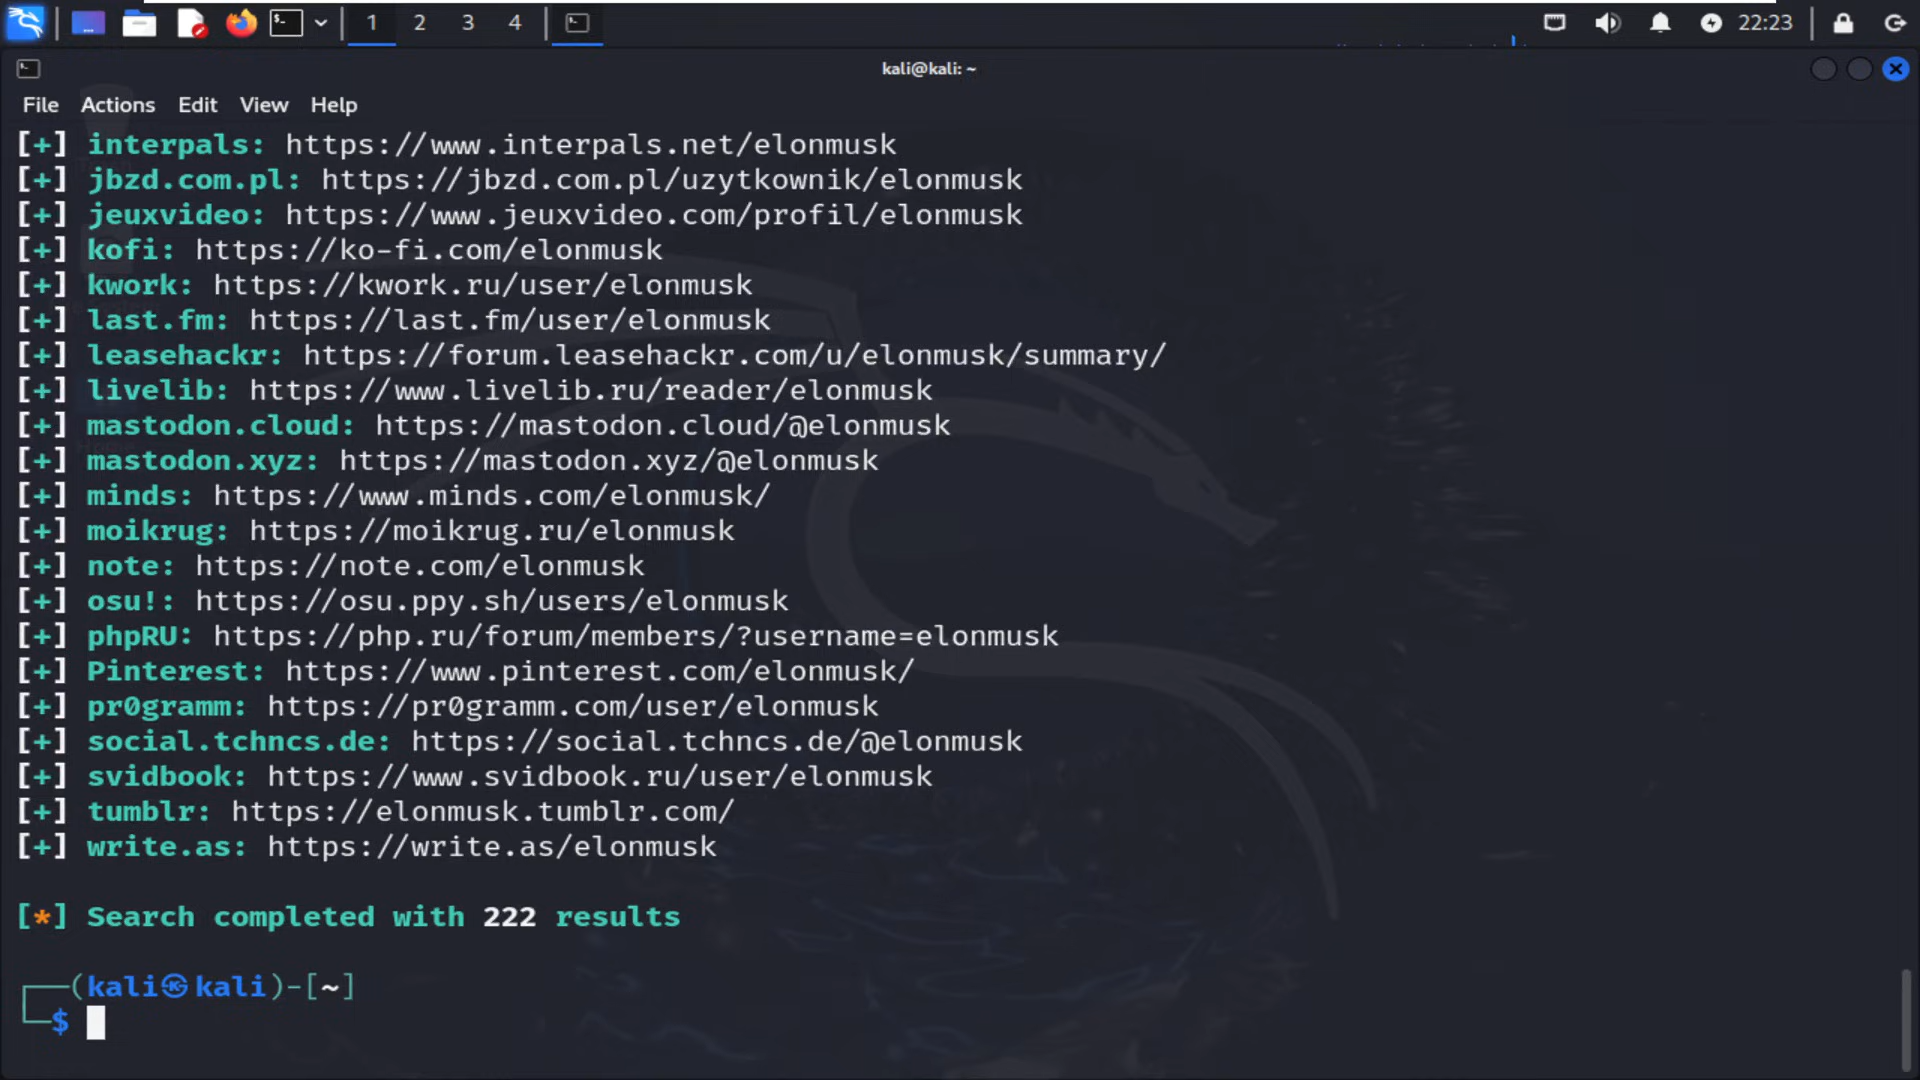 1 2 3 4 22:23
kali@kali: ~
File Actions Edit View Help
[+] interpals: https://www.interpals.net/elonmusk
[+] jbzd.com.pl: https://jbzd.com.pl/uzytkownik/elonmusk
[+] jeuxvideo: https://www.jeuxvideo.com/profil/elonmusk
[+] kofi: https://ko-fi.com/elonmusk
[+] kwork: https://kwork.ru/user/elonmusk
[+] last.fm: https://last.fm/user/elonmusk
[+] leasehackr: https://forum.leasehackr.com/u/elonmusk/summary/
[+] livelib: https://www.livelib.ru/reader/elonmusk
[+] mastodon.cloud: https://mastodon.cloud/@elonmusk
[+] mastodon.xyz: https://mastodon.xyz/@elonmusk
[+] minds: https://www.minds.com/elonmusk/
[+] moikrug: https://moikrug.ru/elonmusk
[+] note: https://note.com/elonmusk
[+] osu!: https://osu.ppy.sh/users/elonmusk
[+] phpRU: https://php.ru/forum/members/?username=elonmusk
[+] Pinterest: https://www.pinterest.com/elonmusk/
[+] pr0gramm: https://pr0gramm.com/user/elonmusk
[+] social.tchncs.de: https://social.tchncs.de/@elonmusk
[+] svidbook: https://www.svidbook.ru/user/elonmusk
[+] tumblr: https://elonmusk.tumblr.com/
[+] write.as: https://write.as/elonmusk
[*] Search completed with 222 results
┌──(kali㉿kali)-[~]
└─$